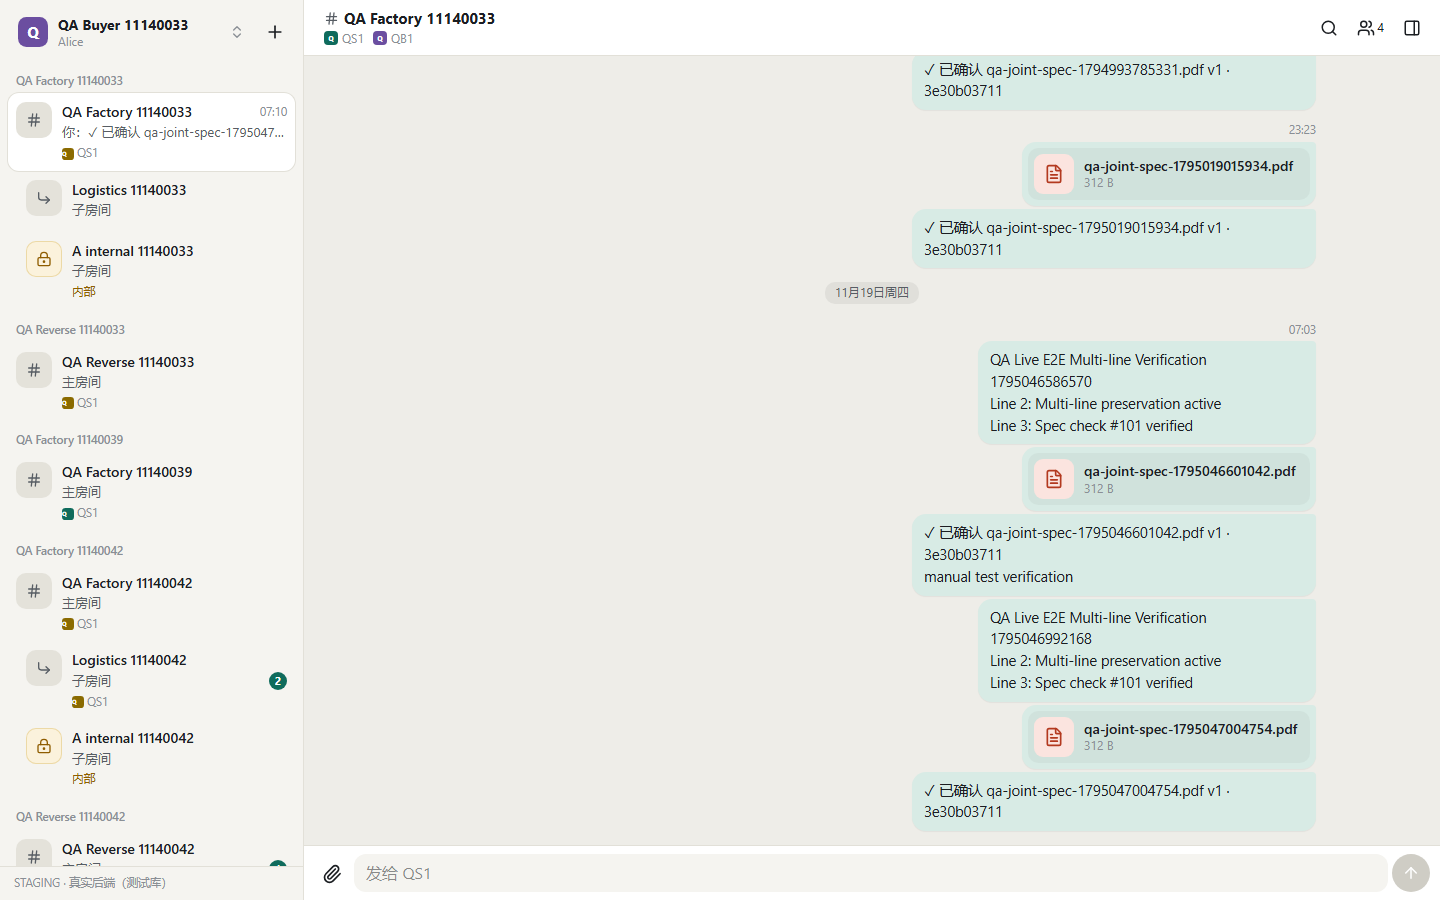 Q
QA Buyer 11140033
Alice
QA Factory 11140033
QA Factory 11140033
07:10
你: ✓ 已确认 qa-joint-spec-1795047...
QS1
Logistics 11140033
子房间
A internal 11140033
子房间
内部
QA Reverse 11140033
QA Reverse 11140033
主房间
QS1
QA Factory 11140039
QA Factory 11140039
主房间
QS1
QA Factory 11140042
QA Factory 11140042
主房间
QS1
Logistics 11140042
子房间
2
QS1
A internal 11140042
子房间
内部
QA Reverse 11140042
QA Reverse 11140042
主房间
STAGING · 真实后端（测试库）
# QA Factory 11140033
Q QS1 Q QB1
4
✓ 已确认 qa-joint-spec-1794993785331.pdf v1 ·
3e30b03711
23:23
qa-joint-spec-1795019015934.pdf
312 B
✓ 已确认 qa-joint-spec-1795019015934.pdf v1 ·
3e30b03711
11月19日周四
07:03
QA Live E2E Multi-line Verification
1795046586570
Line 2: Multi-line preservation active
Line 3: Spec check #101 verified
qa-joint-spec-1795046601042.pdf
312 B
✓ 已确认 qa-joint-spec-1795046601042.pdf v1 ·
3e30b03711
manual test verification
QA Live E2E Multi-line Verification
1795046992168
Line 2: Multi-line preservation active
Line 3: Spec check #101 verified
qa-joint-spec-1795047004754.pdf
312 B
✓ 已确认 qa-joint-spec-1795047004754.pdf v1 ·
3e30b03711
发给 QS1